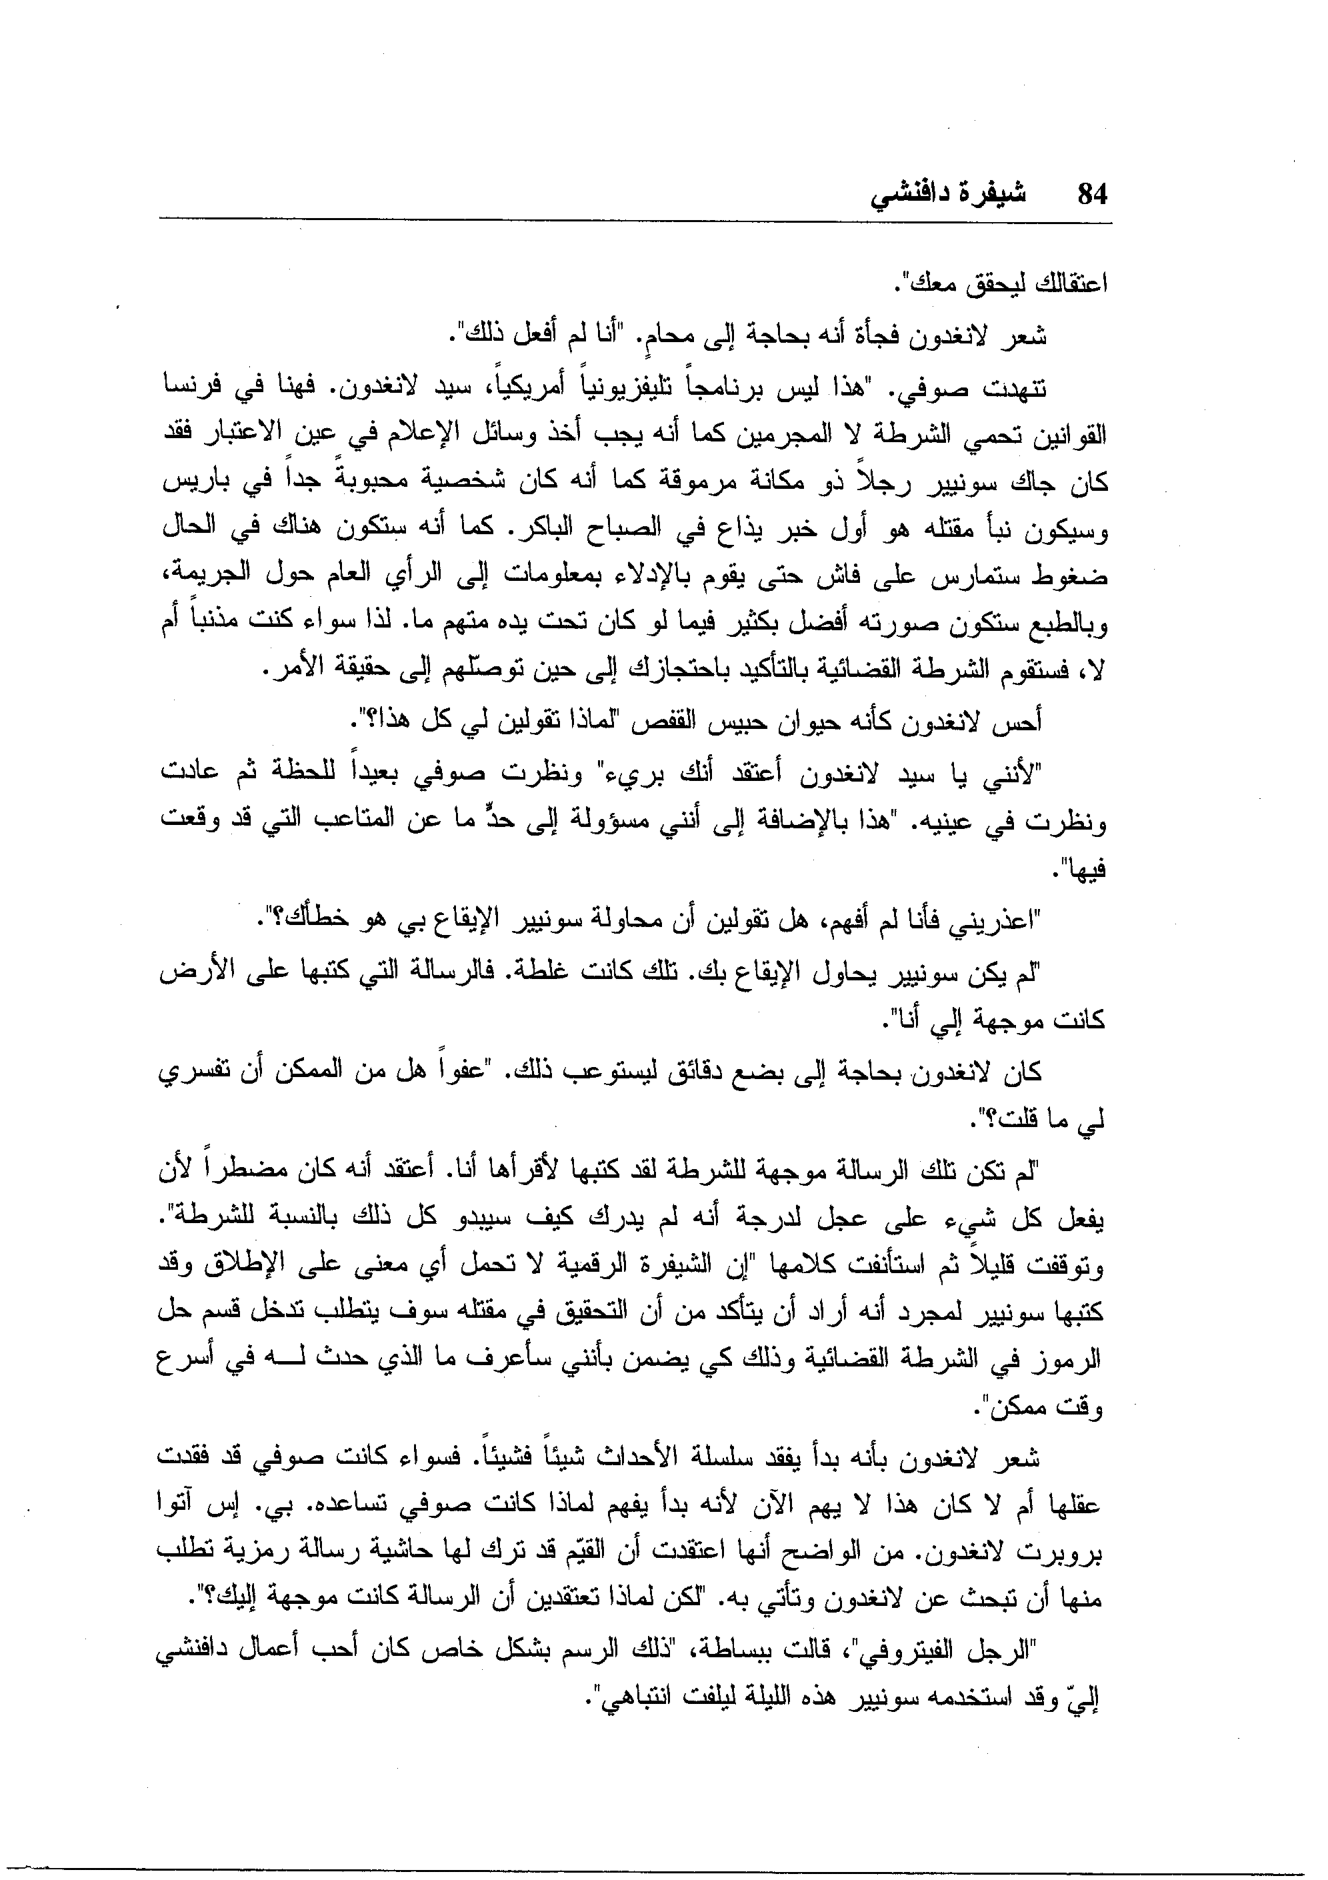 84 شيفرة دافنشي
اعتقالك ليحقق معك".
شعر لانغدون فجأة أنه بحاجة إلى محامٍ. "أنا لم أفعل ذلك".
تنهدت صوفي. "هذا ليس برنامجاً تليفزيونياً أمريكياً، سيد لانغدون. فهنا في فرنسا
القوانين تحمي الشرطة لا المجرمين كما أنه يجب أخذ وسائل الإعلام في عين الاعتبار فقد
كان جاك سونيير رجلاً ذو مكانة مرموقة كما أنه كان شخصية محبوبةً جداً في باريس
وسيكون نبأ مقتله هو أول خبر يذاع في الصباح الباكر. كما أنه ستكون هناك في الحال
ضغوط ستمارس على فاش حتى يقوم بالإدلاء بمعلومات إلى الرأي العام حول الجريمة،
وبالطبع ستكون صورته أفضل بكثير فيما لو كان تحت يده متهم ما. لذا سواء كنت مذنباً أم
لا، فستقوم الشرطة القضائية بالتأكيد باحتجازك إلى حين توصّلهم إلى حقيقة الأمر.
أحس لانغدون كأنه حيوان حبيس القفص "لماذا تقولين لي كل هذا؟".
"لأنني يا سيد لانغدون أعتقد أنك بريء" ونظرت صوفي بعيداً للحظة ثم عادت
ونظرت في عينيه. "هذا بالإضافة إلى أنني مسؤولة إلى حدٍّ ما عن المتاعب التي قد وقعت
فيها".
"اعذريني فأنا لم أفهم، هل تقولين أن محاولة سونيير الإيقاع بي هو خطأك؟".
"لم يكن سونيير يحاول الإيقاع بك. تلك كانت غلطة. فالرسالة التي كتبها على الأرض
كانت موجهة إلي أنا".
كان لانغدون بحاجة إلى بضع دقائق ليستوعب ذلك. "عفواً هل من الممكن أن تفسري
لي ما قلت؟".
"لم تكن تلك الرسالة موجهة للشرطة لقد كتبها لأقرأها أنا. أعتقد أنه كان مضطراً لأن
يفعل كل شيء على عجل لدرجة أنه لم يدرك كيف سيبدو كل ذلك بالنسبة للشرطة".
وتوقفت قليلاً ثم استأنفت كلامها "إن الشيفرة الرقمية لا تحمل أي معنى على الإطلاق وقد
كتبها سونيير لمجرد أنه أراد أن يتأكد من أن التحقيق في مقتله سوف يتطلب تدخل قسم حل
الرموز في الشرطة القضائية وذلك كي يضمن بأنني سأعرف ما الذي حدث لـــه في أسرع
وقت ممكن".
شعر لانغدون بأنه بدأ يفقد سلسلة الأحداث شيئاً فشيئاً. فسواء كانت صوفي قد فقدت
عقلها أم لا كان هذا لا يهم الآن لأنه بدأ يفهم لماذا كانت صوفي تساعده. بي. إس آتوا
بروبرت لانغدون. من الواضح أنها اعتقدت أن القيّم قد ترك لها حاشية رسالة رمزية تطلب
منها أن تبحث عن لانغدون وتأتي به. "لكن لماذا تعتقدين أن الرسالة كانت موجهة إليك؟".
"الرجل الفيتروفي"، قالت ببساطة، "ذلك الرسم بشكل خاص كان أحب أعمال دافنشي
إليّ وقد استخدمه سونيير هذه الليلة ليلفت انتباهي".